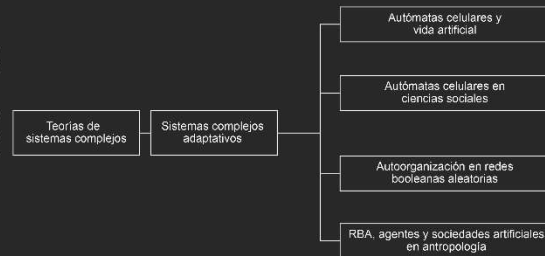 Autómatas celulares y
vida artificial
Autómatas celulares en
ciencias sociales
Teorías de
sistemas complejos
Sistemas complejos
adaptativos
Autoorganización en redes
booleanas aleatorias
RBA, agentes y sociedades artificiales
en antropología